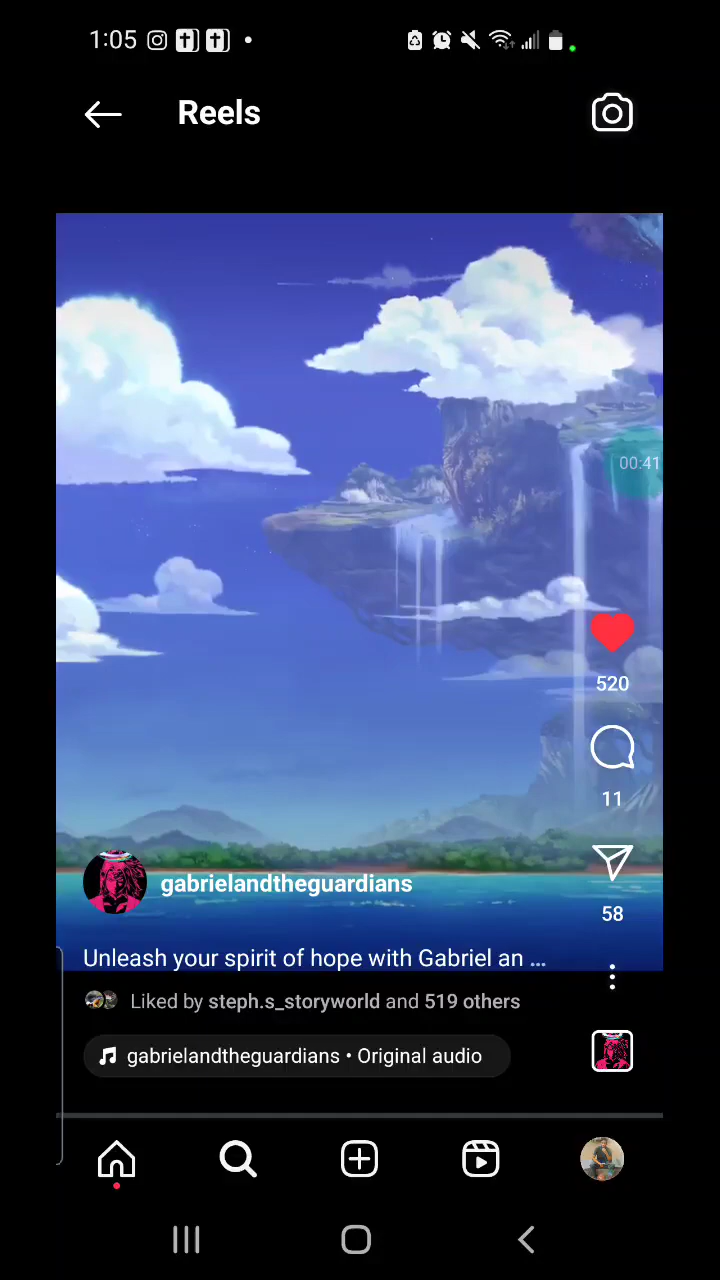 1:05
Reels
00:41
520
11
gabrielandtheguardians
58
Unleash your spirit of hope with Gabriel an ...
Liked by steph.s_storyworld and 519 others
gabrielandtheguardians • Original audio